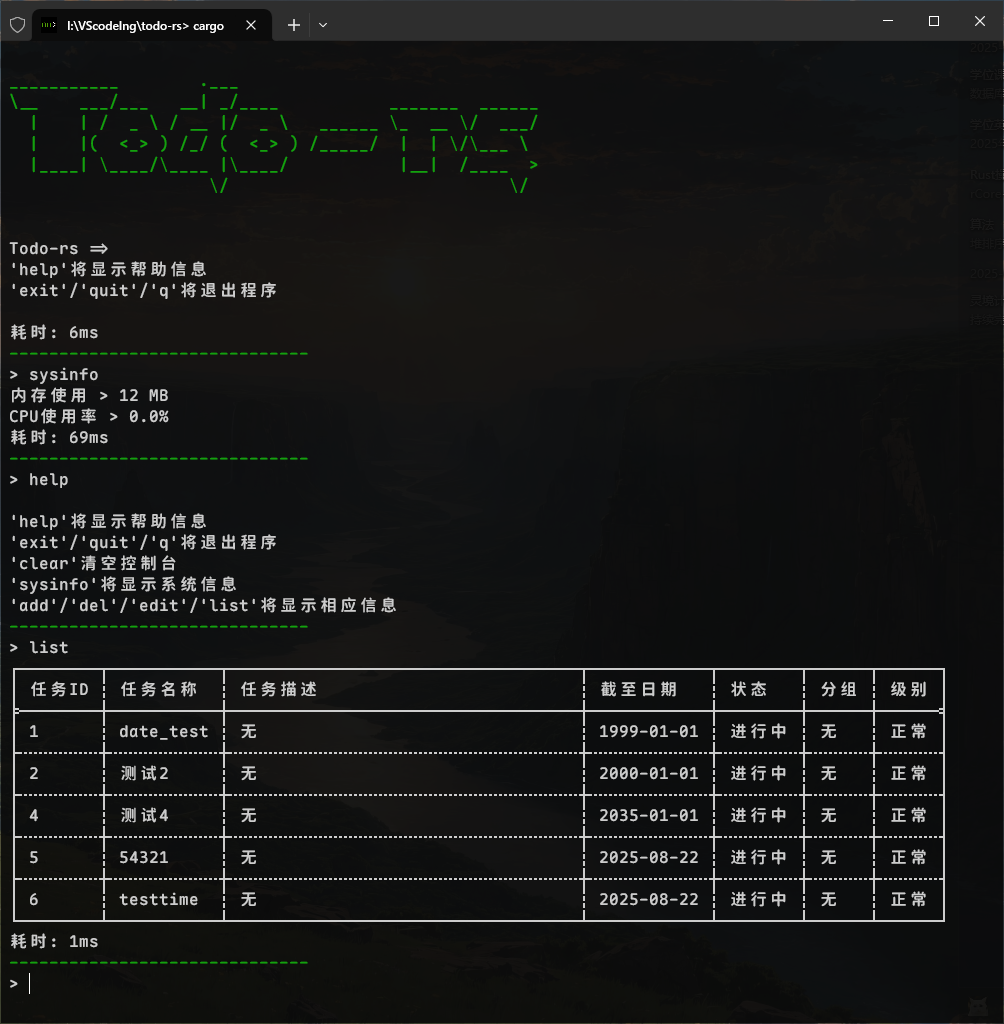 I:\VScodeIng\todo-rs> cargo
Todo-rs
Todo-rs =>
'help'将显示帮助信息
'exit'/'quit'/'q'将退出程序
耗时: 6ms
------------------------------
> sysinfo
内存使用 > 12 MB
CPU使用率 > 0.0%
耗时: 69ms
------------------------------
> help
'help'将显示帮助信息
'exit'/'quit'/'q'将退出程序
'clear'清空控制台
'sysinfo'将显示系统信息
'add'/'del'/'edit'/'list'将显示相应信息
------------------------------
> list
任务ID 任务名称 任务描述 截至日期 状态 分组 级别
1 date_test 无 1999-01-01 进行中 无 正常
2 测试2 无 2000-01-01 进行中 无 正常
4 测试4 无 2035-01-01 进行中 无 正常
5 54321 无 2025-08-22 进行中 无 正常
6 testtime 无 2025-08-22 进行中 无 正常
耗时: 1ms
------------------------------
>